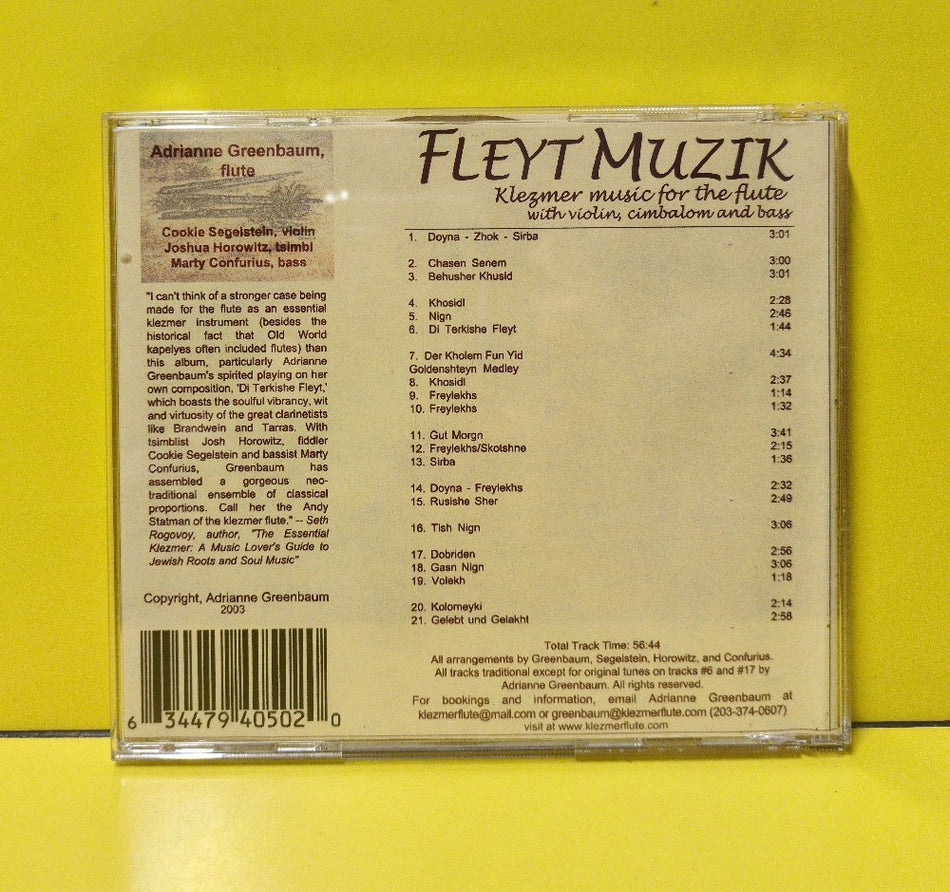 Adrianne Greenbaum,
flute
Cookie Segelstein, violin
Joshua Horowitz, tsimbl
Marty Confurius, bass
"I can't think of a stronger case being
made for the flute as an essential
klezmer instrument (besides the
historical fact that Old World
kapelyes often included flutes) than
this album, particularly Adrianne
Greenbaum's spirited playing on her
own composition, 'Di Terkishe Fleyt,'
which boasts the soulful vibrancy, wit
and virtuosity of the great clarinetists
like Brandwein and Tarras. With
tsimblist Josh Horowitz, fiddler
Cookie Segelstein and bassist Marty
Confurius, Greenbaum has
assembled a gorgeous neo-
traditional ensemble of classical
proportions. Call her the Andy
Statman of the klezmer flute." -- Seth
Rogovoy, author, "The Essential
Klezmer: A Music Lover's Guide to
Jewish Roots and Soul Music"
Copyright, Adrianne Greenbaum
2003
6 34479 40502 0
FLEYT MUZIK
Klezmer music for the flute
with violin, cimbalom and bass
1. Doyna - Zhok - Sirba 3:01
2. Chasen Senem 3:00
3. Behusher Khusid 3:01
4. Khosidl 2:28
5. Nign 2:46
6. Di Terkishe Fleyt 1:44
7. Der Kholem Fun Yid 4:34
Goldenshteyn Medley
8. Khosidl 2:37
9. Freylekhs 1:14
10. Freylekhs 1:32
11. Gut Morgn 3:41
12. Freylekhs/Skotshne 2:15
13. Sirba 1:36
14. Doyna - Freylekhs 2:32
15. Rusishe Sher 2:49
16. Tish Nign 3:06
17. Dobriden 2:56
18. Gasn Nign 3:06
19. Volekh 1:18
20. Kolomeyki 2:14
21. Gelebt und Gelakht 2:58
Total Track Time: 56:44
All arrangements by Greenbaum, Segelstein, Horowitz, and Confurius.
All tracks traditional except for original tunes on tracks #6 and #17 by
Adrianne Greenbaum. All rights reserved.
For bookings and information, email Adrianne Greenbaum at
klezmerflute@mail.com or greenbaum@klezmerflute.com (203-374-0607)
visit at www.klezmerflute.com